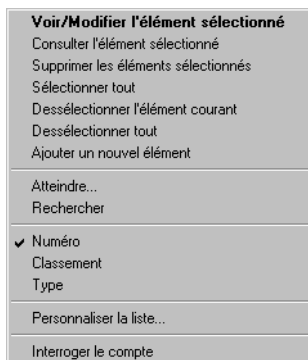 Voir/Modifier l'élément sélectionné
Consulter l'élément sélectionné
Supprimer les éléments sélectionnés
Sélectionner tout
Dessélectionner l'élément courant
Dessélectionner tout
Ajouter un nouvel élément
Atteindre...
Rechercher
Numéro
Classement
Type
Personnaliser la liste...
Interroger le compte